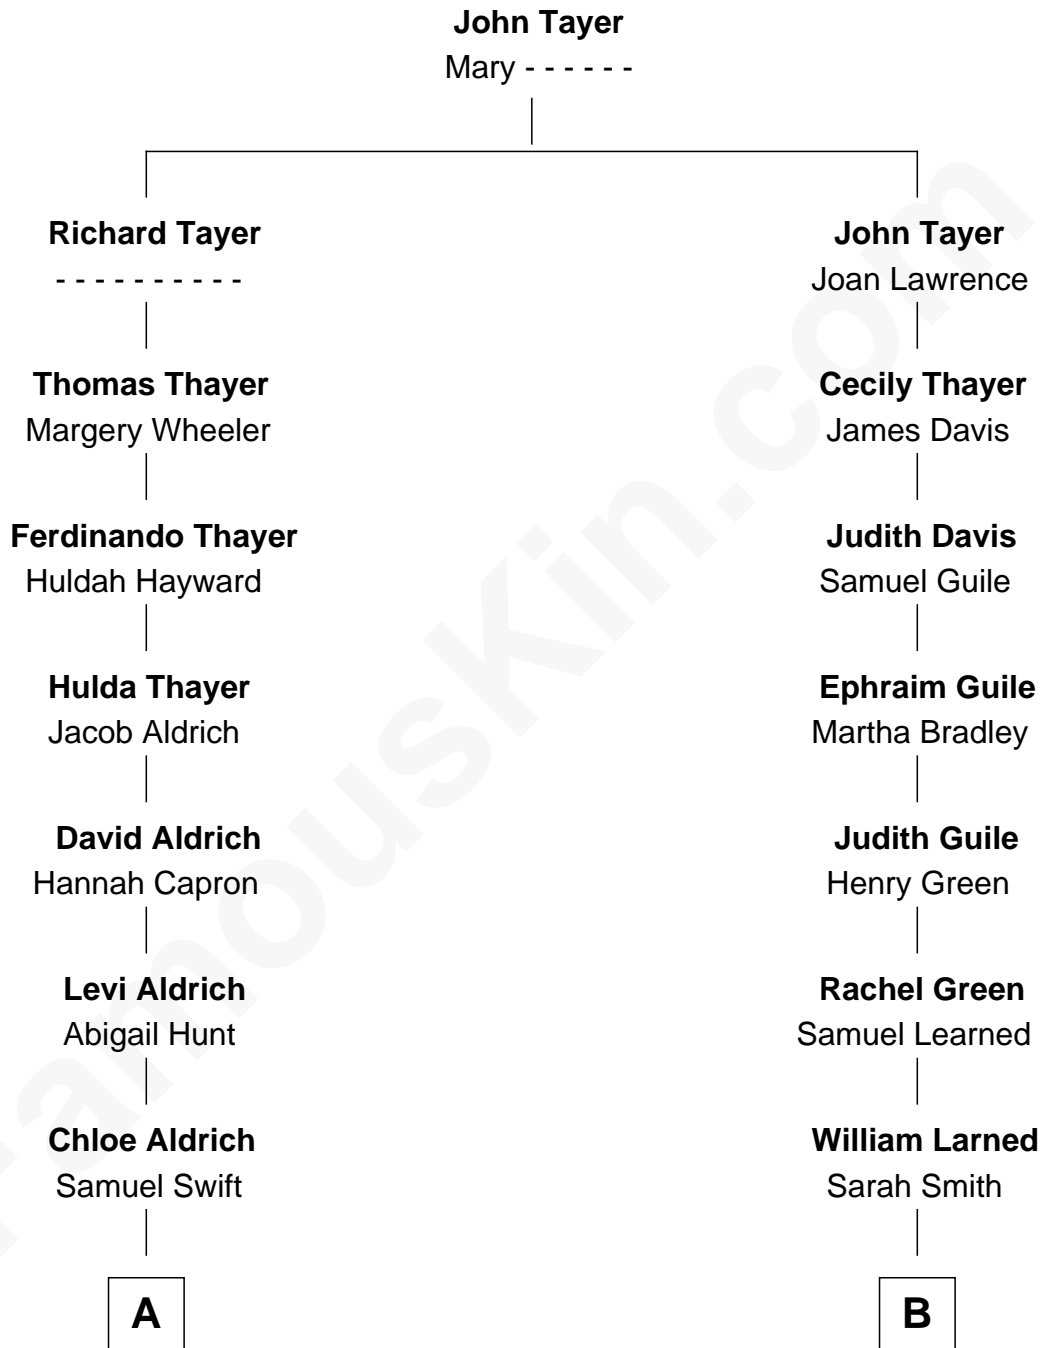 John Tayer
Mary - - - - - -
Richard Tayer
- - - - - - - - - -
John Tayer
Joan Lawrence
Thomas Thayer
Margery Wheeler
Cecily Thayer
James Davis
Ferdinando Thayer
Huldah Hayward
Judith Davis
Samuel Guile
Hulda Thayer
Jacob Aldrich
Ephraim Guile
Martha Bradley
David Aldrich
Hannah Capron
Judith Guile
Henry Green
Levi Aldrich
Abigail Hunt
Rachel Green
Samuel Learned
Chloe Aldrich
Samuel Swift
William Larned
Sarah Smith
A
B
FamousKin.com